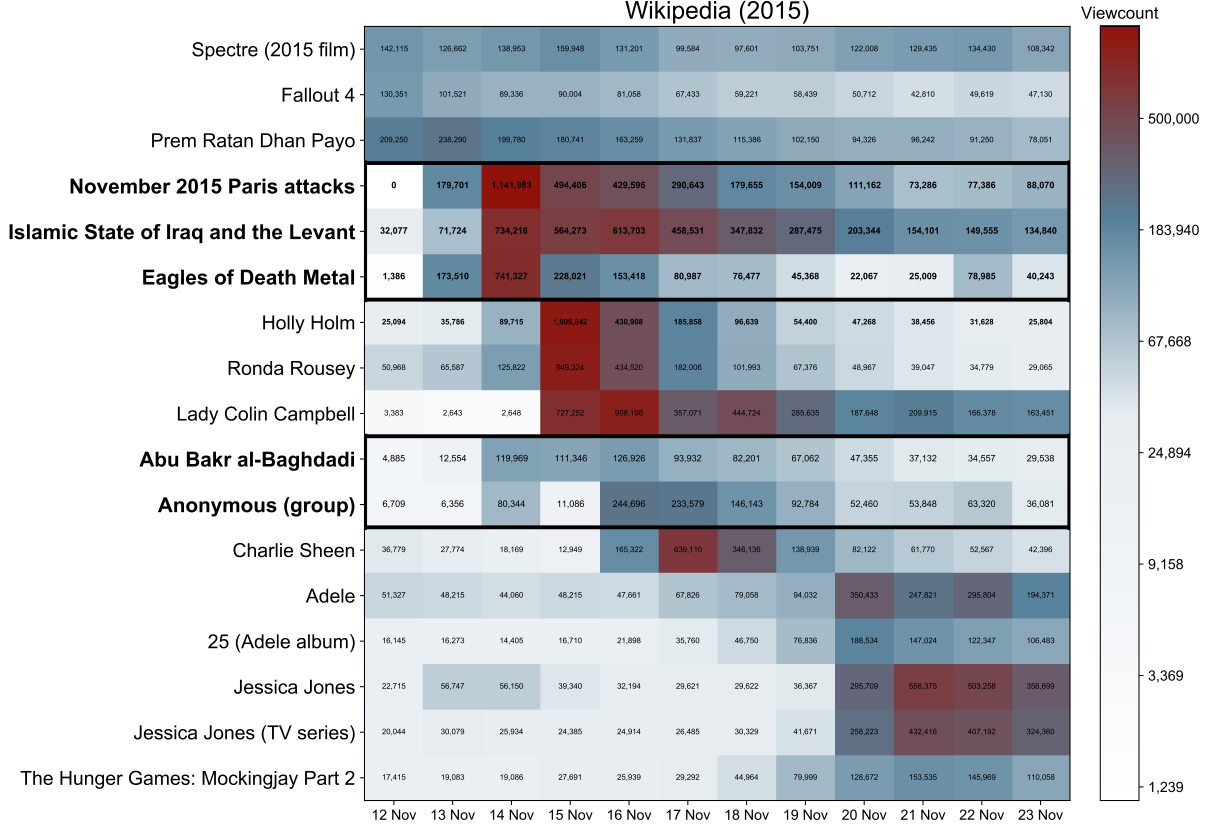 Wikipedia (2015)
Viewcount
Spectre (2015 film) 142,115 126,662 138,953 159,948 131,201 99,584 97,601 103,751 122,008 129,435 134,430 108,342
Fallout 4 130,351 101,521 89,336 90,004 81,058 67,433 59,221 58,439 50,712 42,810 49,619 47,130
500,000
Prem Ratan Dhan Payo 209,250 238,290 199,780 180,741 163,259 131,837 115,386 102,150 94,326 96,242 91,250 78,051
November 2015 Paris attacks 0 179,701 1,141,983 494,406 429,596 290,643 179,655 154,009 111,162 73,286 77,386 88,070
Islamic State of Iraq and the Levant 32,077 71,724 734,216 564,273 613,703 458,531 347,832 287,475 203,344 154,101 149,555 134,840
183,940
Eagles of Death Metal 1,386 173,510 741,327 228,021 153,418 80,987 76,477 45,368 22,067 25,009 78,985 40,243
Holly Holm 25,094 35,786 89,715 1,009,842 430,908 185,858 96,639 54,400 47,268 38,456 31,628 25,804
67,668
Ronda Rousey 50,968 65,587 125,822 949,324 434,520 182,006 101,993 67,376 48,967 39,047 34,779 29,065
Lady Colin Campbell 3,383 2,643 2,648 727,252 908,198 357,071 444,724 285,635 187,648 209,915 166,378 163,451
24,894
Abu Bakr al-Baghdadi 4,885 12,554 119,969 111,346 126,926 93,932 82,201 67,062 47,355 37,132 34,557 29,538
Anonymous (group) 6,709 6,356 80,344 11,086 244,696 233,579 146,143 92,784 52,460 53,848 63,320 36,081
Charlie Sheen 36,779 27,774 18,169 12,949 165,322 639,110 346,136 138,939 82,122 61,770 52,567 42,396
9,158
Adele 51,327 48,215 44,060 48,215 47,661 67,826 79,058 94,032 350,433 247,821 295,804 194,371
25 (Adele album) 16,145 16,273 14,405 16,710 21,898 35,760 46,750 76,836 188,534 147,024 122,347 106,483
3,369
Jessica Jones 22,715 56,747 56,150 39,340 32,194 29,621 29,622 36,367 295,709 556,375 503,258 356,699
Jessica Jones (TV series) 20,044 30,079 25,934 24,385 24,914 26,485 30,329 41,671 258,223 432,416 407,192 324,360
The Hunger Games: Mockingjay Part 2 17,415 19,083 19,086 27,691 25,939 29,292 44,964 79,999 128,672 153,535 145,969 110,058
1,239
12 Nov 13 Nov 14 Nov 15 Nov 16 Nov 17 Nov 18 Nov 19 Nov 20 Nov 21 Nov 22 Nov 23 Nov